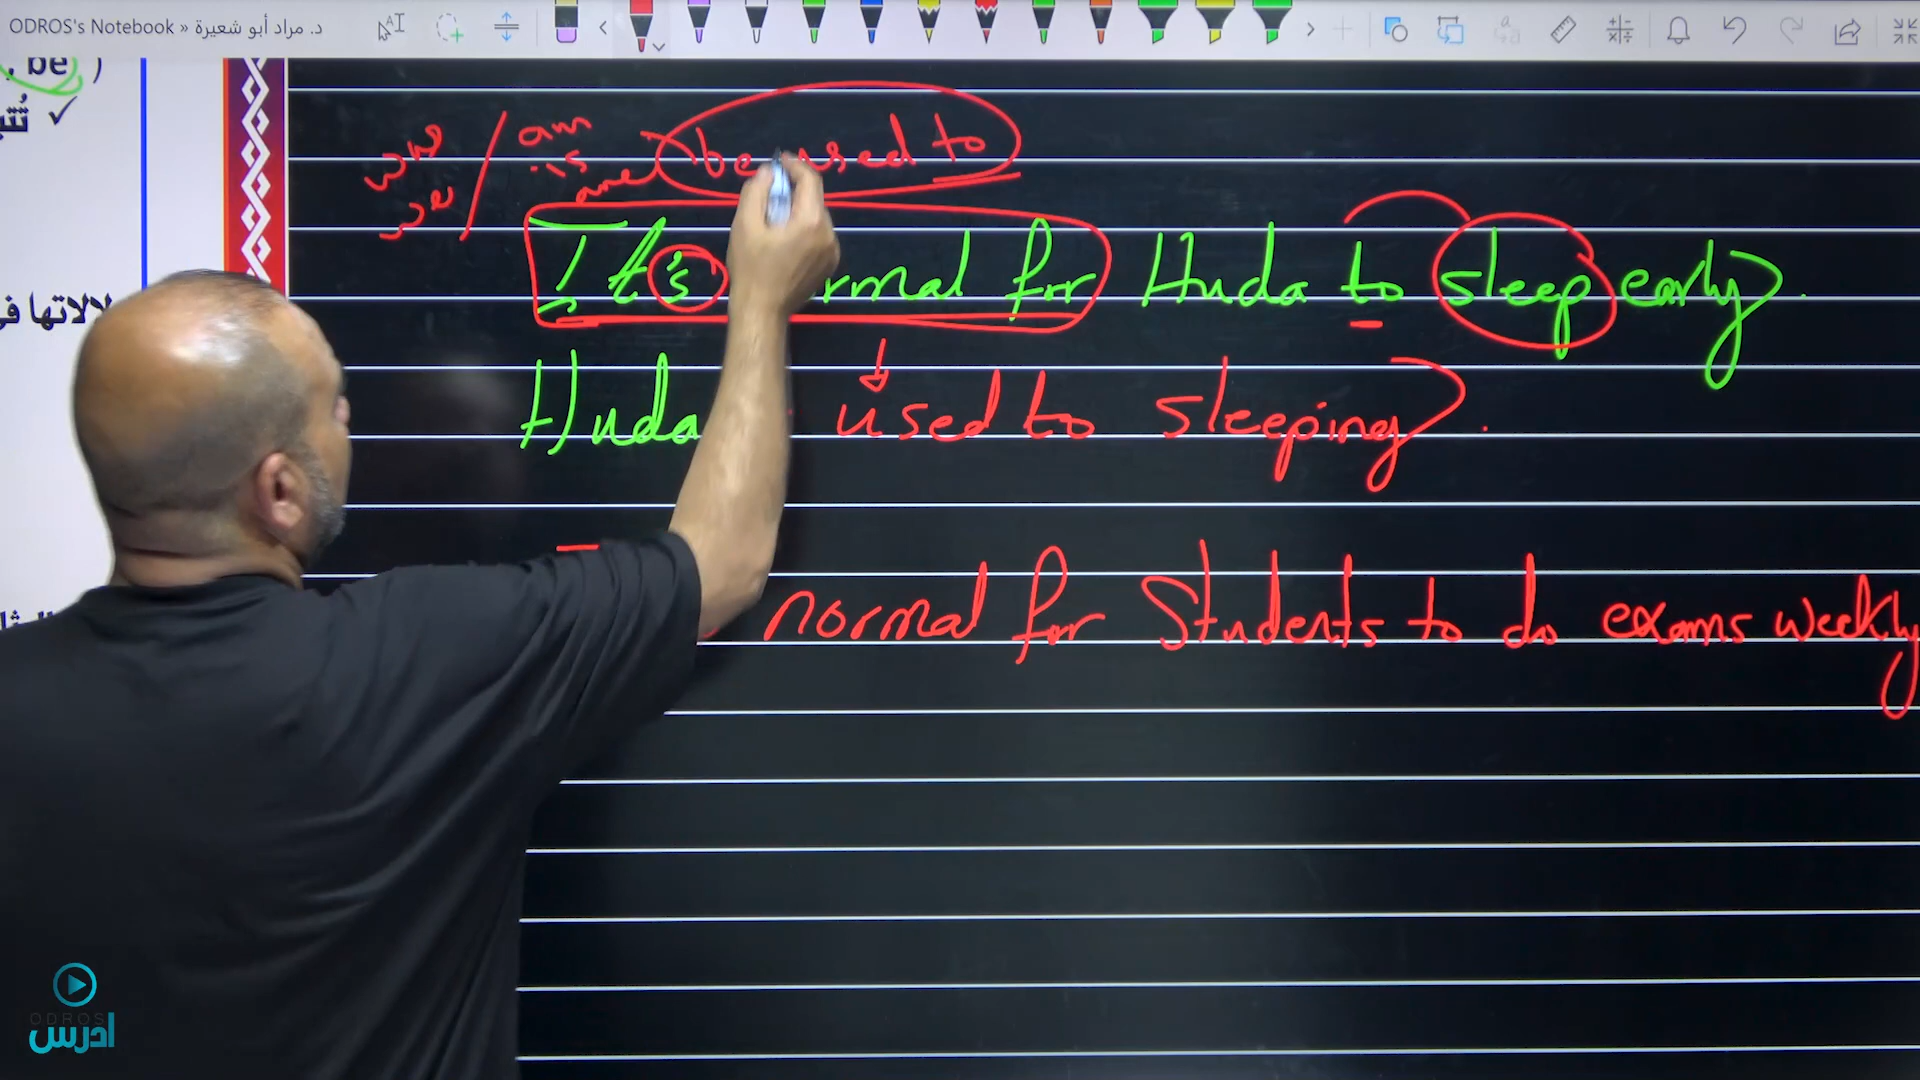 ODROS's Notebook » د. مراد أبو شعيرة
, be )
am
is
are
be used to
It's normal for Huda to sleep early.
Huda used to sleeping.
normal for Students to do exams weekly
ODROS
ادرس